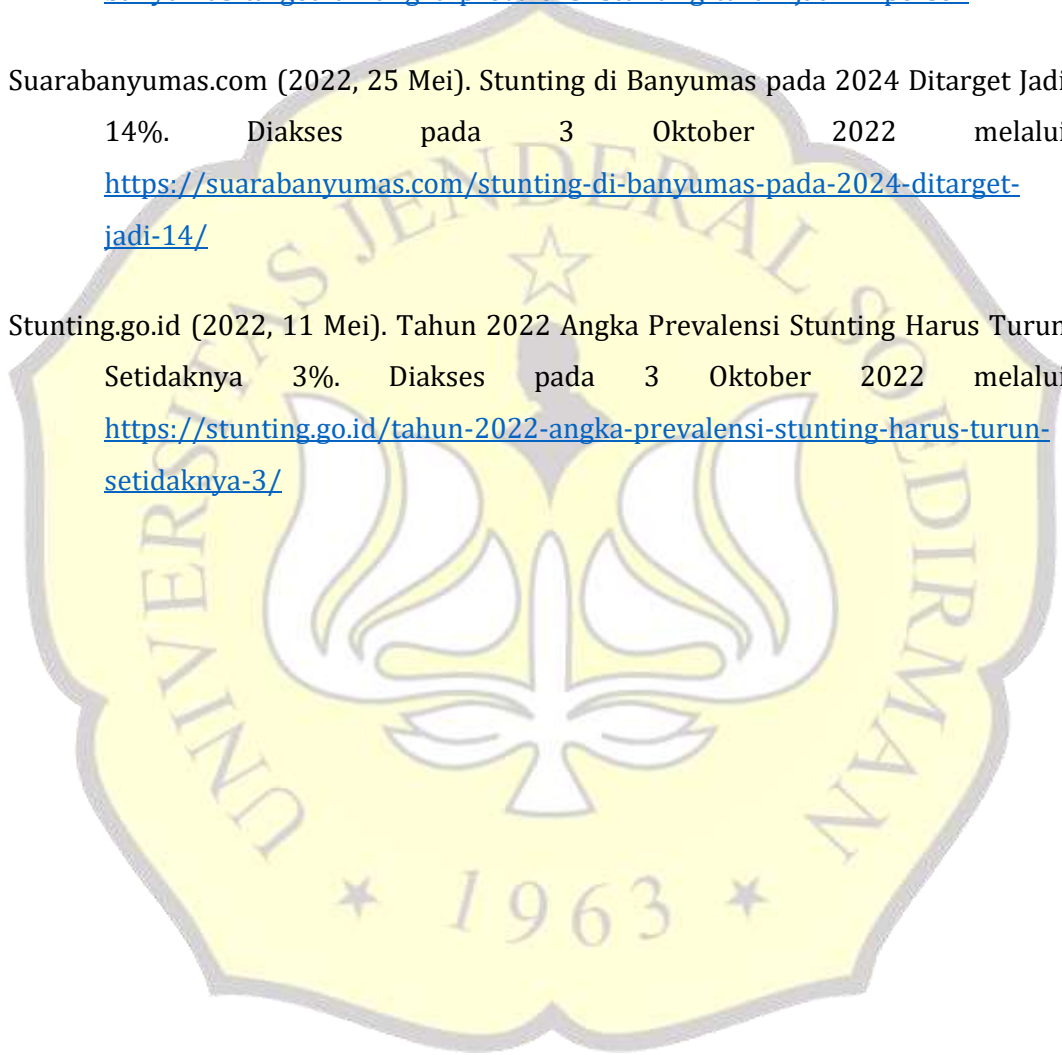 Suarabanyumas.com (2022, 25 Mei). Stunting di Banyumas pada 2024 Ditarget Jadi
14%. Diakses pada 3 Oktober 2022 melalui
https://suarabanyumas.com/stunting-di-banyumas-pada-2024-ditarget-
jadi-14/
Stunting.go.id (2022, 11 Mei). Tahun 2022 Angka Prevalensi Stunting Harus Turun
Setidaknya 3%. Diakses pada 3 Oktober 2022 melalui
https://stunting.go.id/tahun-2022-angka-prevalensi-stunting-harus-turun-
setidaknya-3/
UNIVERSITAS JENDERAL SOEDIRMAN
1963